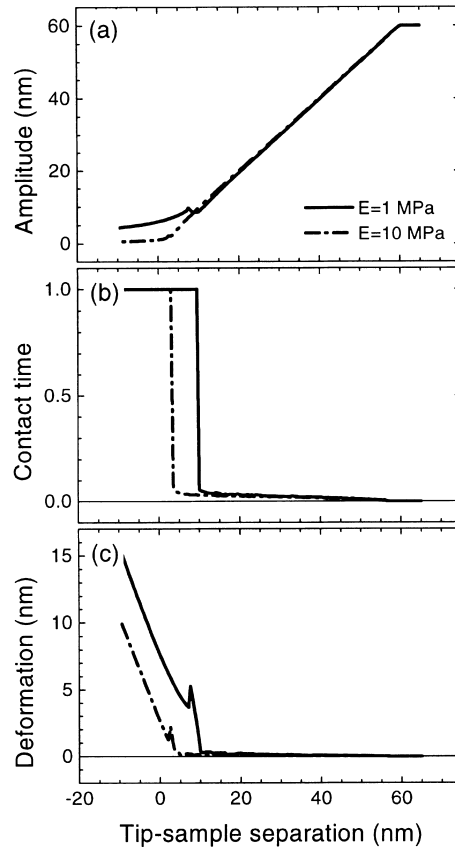 (a)
Amplitude (nm)
60
40
20
0
E=1 MPa
E=10 MPa
(b)
Contact time
1.0
0.5
0.0
(c)
Deformation (nm)
15
10
5
0
-20 0 20 40 60
Tip-sample separation (nm)